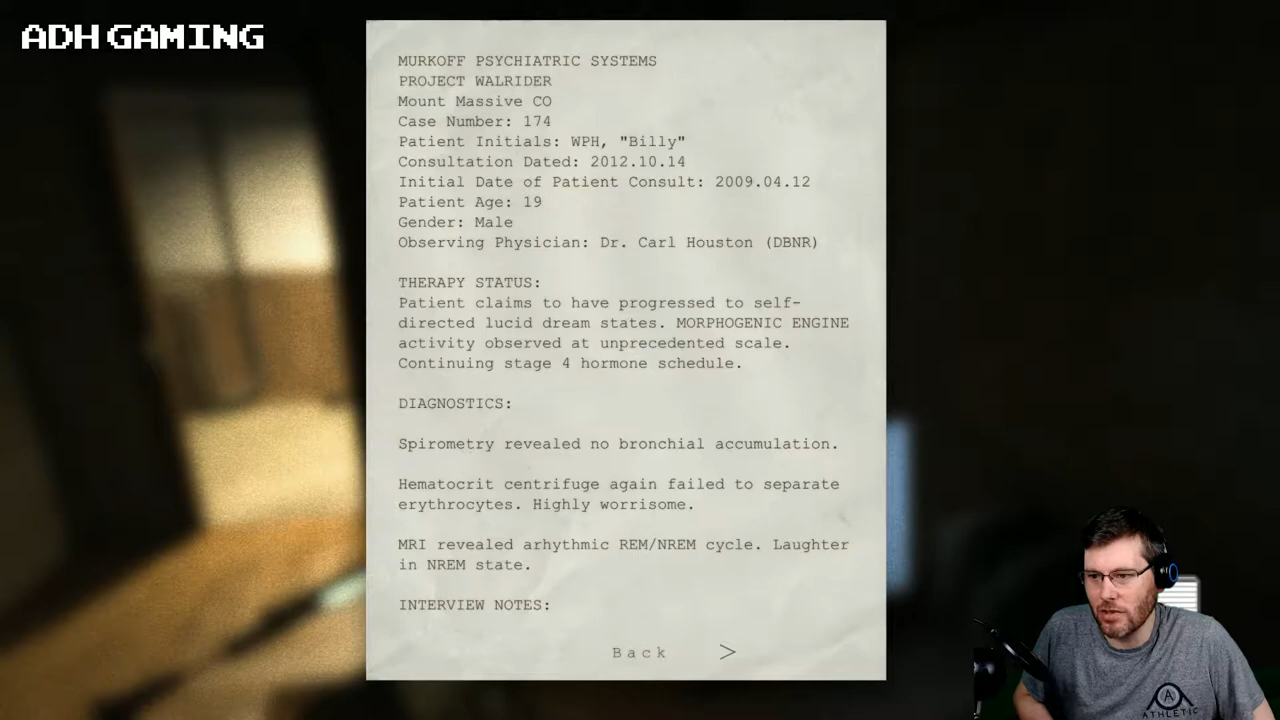 ADH GAMING
MURKOFF PSYCHIATRIC SYSTEMS
PROJECT WALRIDER
Mount Massive CO
Case Number: 174
Patient Initials: WPH, "Billy"
Consultation Dated: 2012.10.14
Initial Date of Patient Consult: 2009.04.12
Patient Age: 19
Gender: Male
Observing Physician: Dr. Carl Houston (DBNR)
THERAPY STATUS:
Patient claims to have progressed to self-
directed lucid dream states. MORPHOGENIC ENGINE
activity observed at unprecedented scale.
Continuing stage 4 hormone schedule.
DIAGNOSTICS:
Spirometry revealed no bronchial accumulation.
Hematocrit centrifuge again failed to separate
erythrocytes. Highly worrisome.
MRI revealed arhythmic REM/NREM cycle. Laughter
in NREM state.
INTERVIEW NOTES:
Back >
A
ATHLETIC